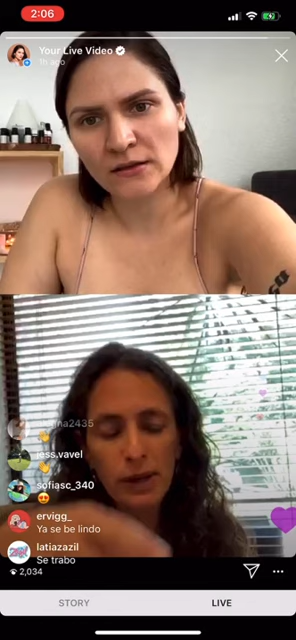 2:06
Your Live Video
1h ago
jess.vavel
sofiasc_340
ervigg_
Ya se be lindo
latiazazil
Se trabo
2,034
STORY
LIVE